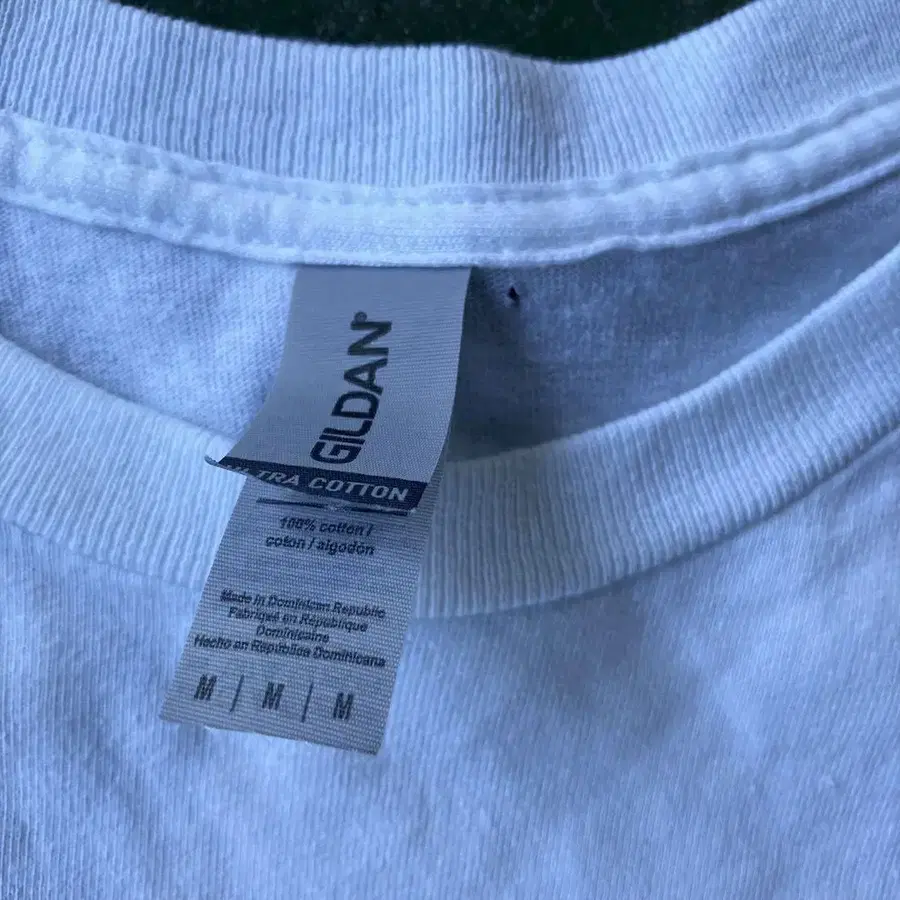 GILDAN®
ULTRA COTTON
100% cotton /
coton / algodón
Made in Dominican Republic
Fabriqué en République
Dominicaine
Hecho en República Dominicana
M | M | M